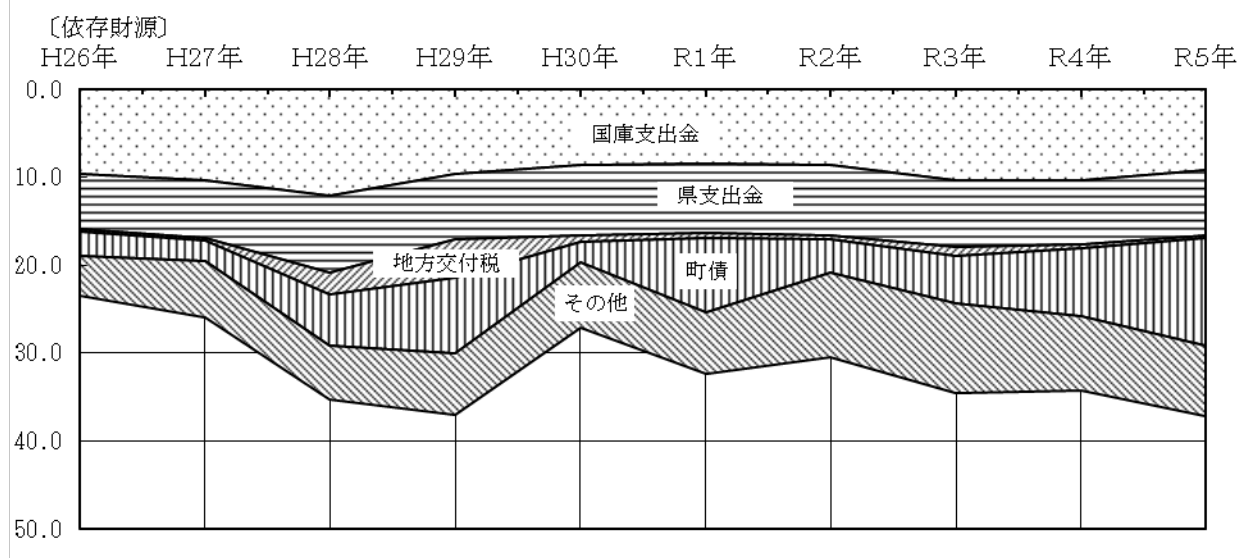 〔依存財源〕
H26年 H27年 H28年 H29年 H30年 R1年 R2年 R3年 R4年 R5年
0.0
国庫支出金
10.0
県支出金
20.0
地方交付税
町債
その他
30.0
40.0
50.0